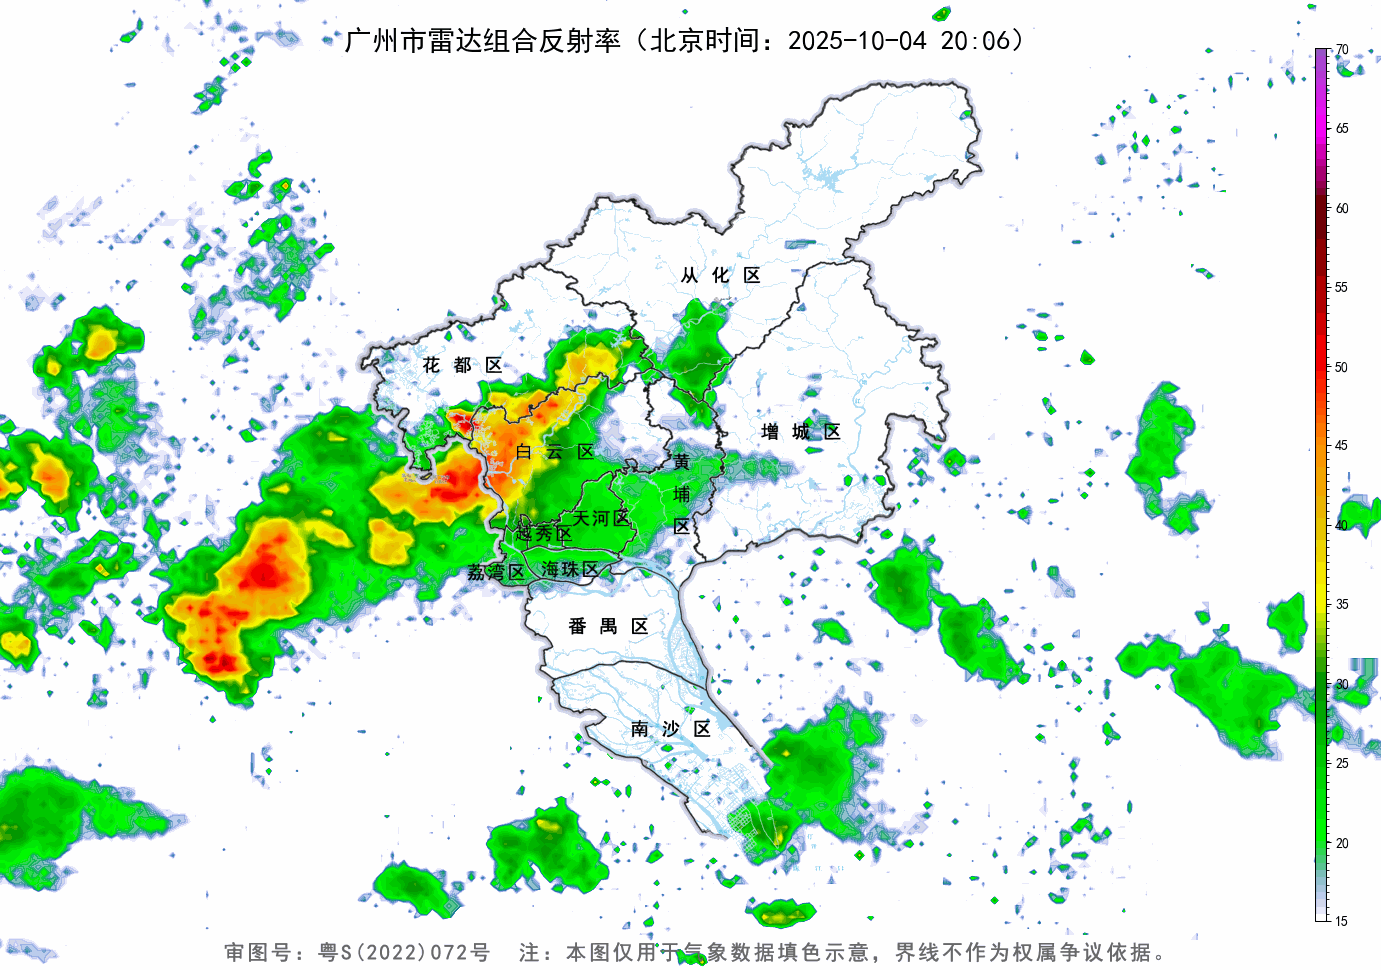 广州市雷达组合反射率（北京时间：2025-10-04 20:06）
70
65
60
55
50
45
40
35
30
25
20
15
从化区
花都区
增城区
白云区
黄埔区
天河区
越秀区
荔湾区
海珠区
番禺区
南沙区
审图号：粤S(2022)072号 注：本图仅用于气象数据填色示意，界线不作为权属争议依据。